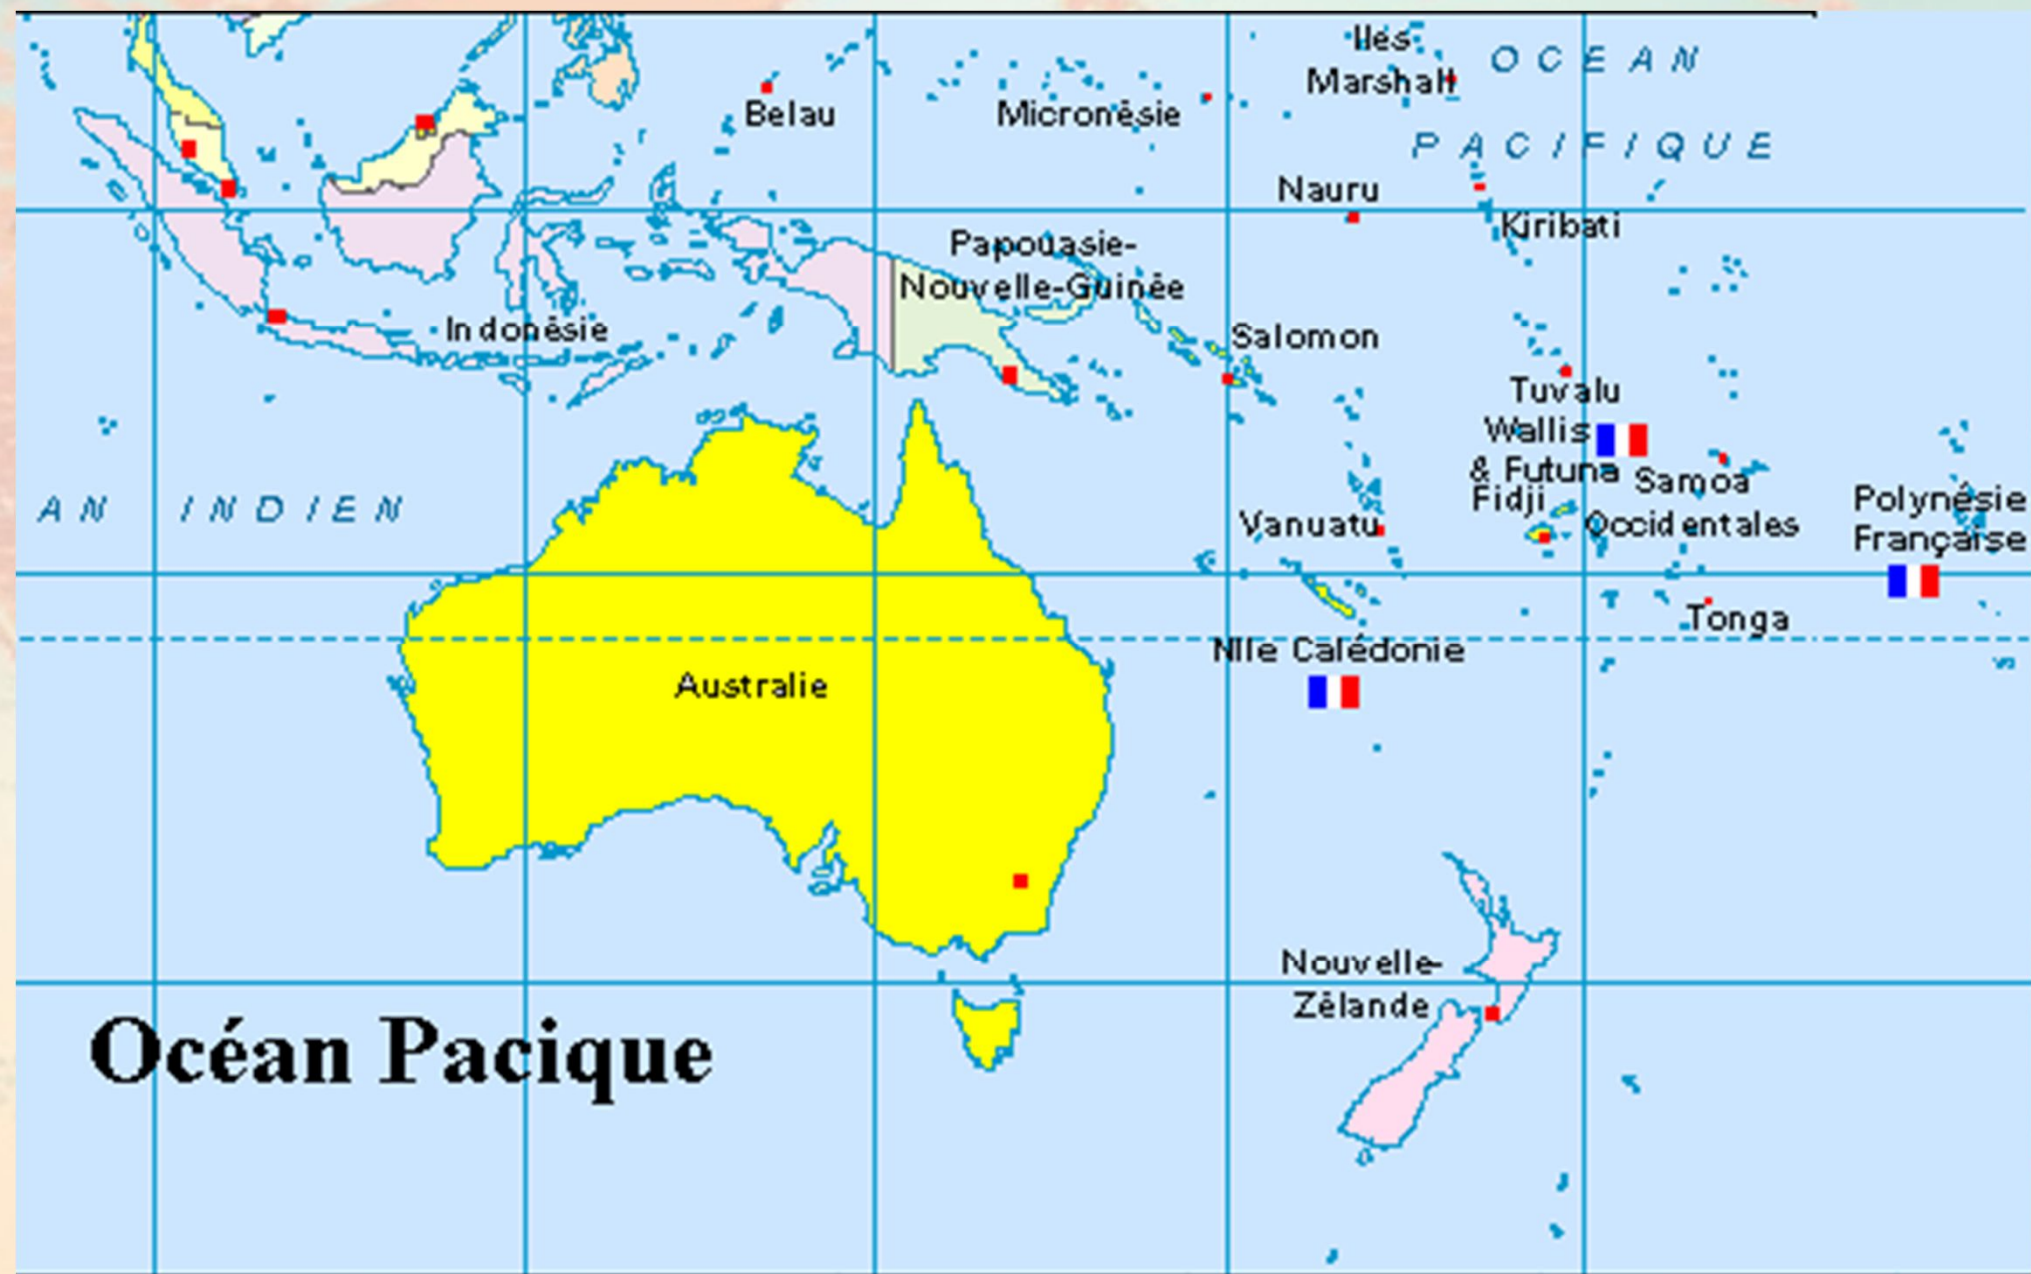 Iles
Marshall
OCEAN
PACIFIQUE
Belau
Micronésie
Nauru
Kiribati
Papouasie-
Nouvelle-Guinée
Indonésie
Salomon
Tuvalu
Wallis
& Futuna
Fidji
Samoa
Occidentales
Polynésie
Française
AN INDIEN
Vanuatu
Tonga
Nlle Calédonie
Australie
Nouvelle-
Zélande
Océan Pacique